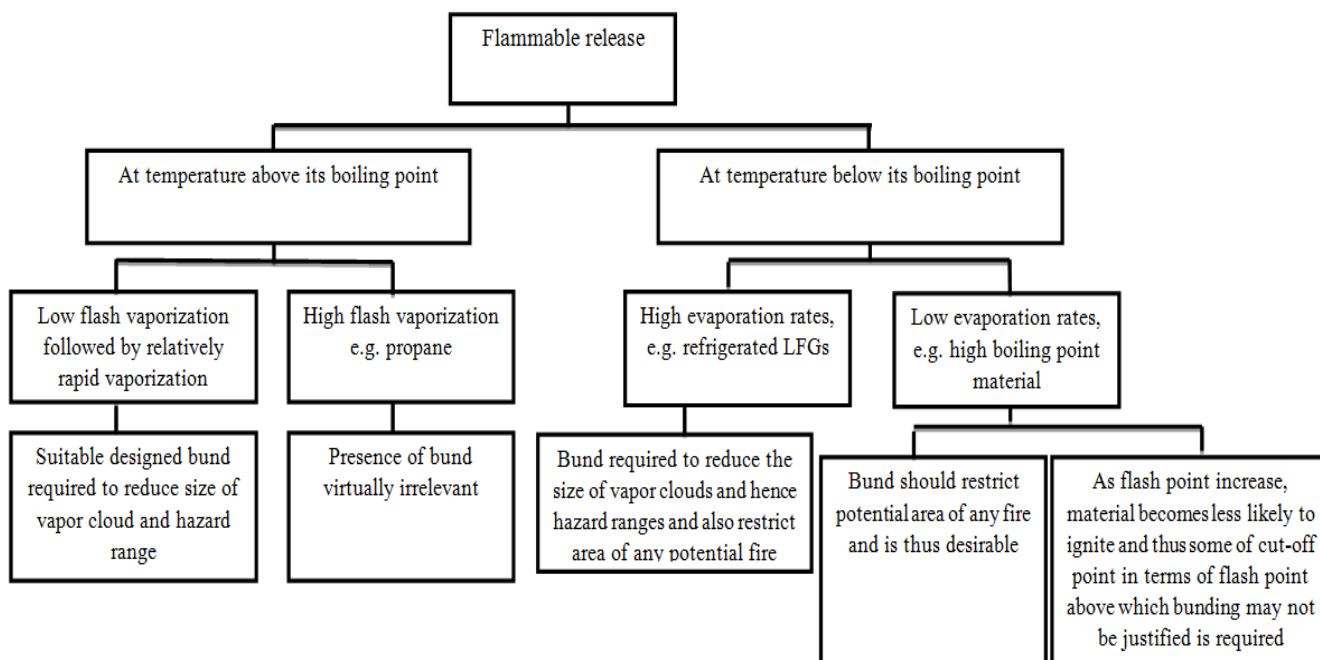 Flammable release
At temperature above its boiling point
At temperature below its boiling point
Low flash vaporization
followed by relatively
rapid vaporization
High flash vaporization
e.g. propane
High evaporation rates,
e.g. refrigerated LFGs
Low evaporation rates,
e.g. high boiling point
material
Suitable designed bund
required to reduce size of
vapor cloud and hazard
range
Presence of bund
virtually irrelevant
Bund required to reduce the
size of vapor clouds and hence
hazard ranges and also restrict
area of any potential fire
Bund should restrict
potential area of any fire
and is thus desirable
As flash point increase,
material becomes less likely to
ignite and thus some of cut-off
point in terms of flash point
above which bunding may not
be justified is required